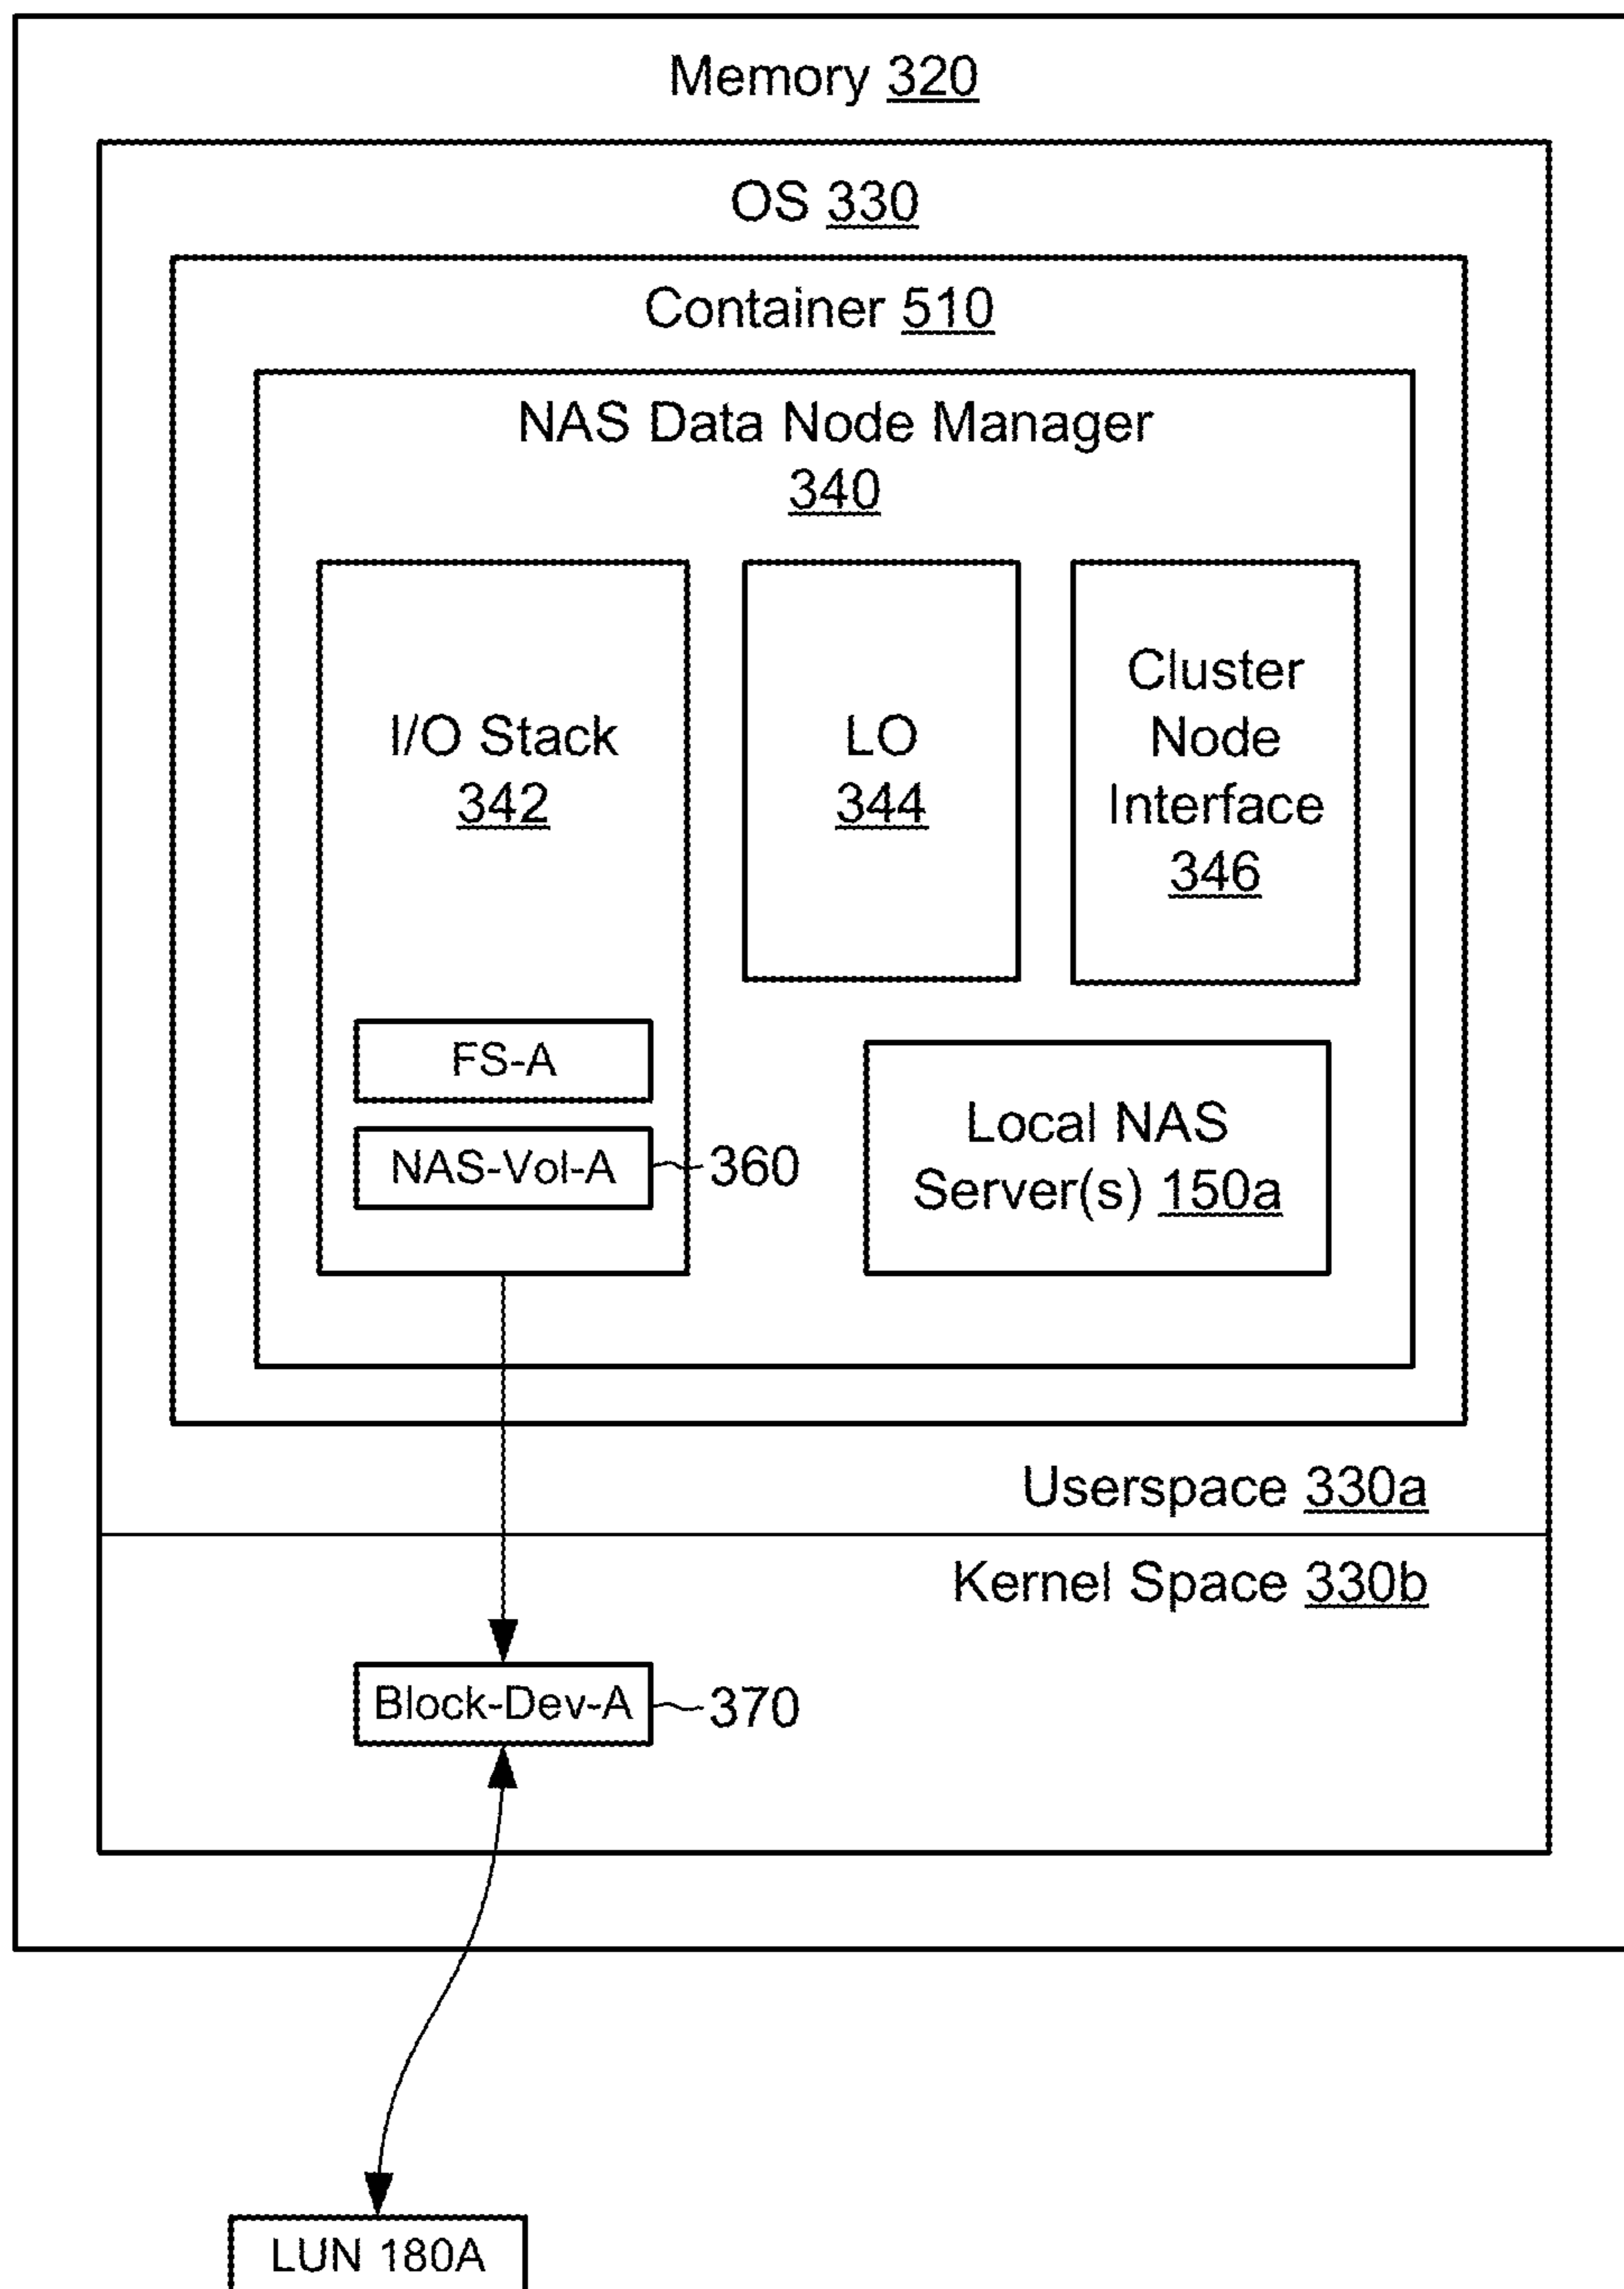 Memory 320
OS 330
Container 510
NAS Data Node Manager
340
I/O Stack
342
LO
344
Cluster
Node
Interface
346
FS-A
NAS-Vol-A
360
Local NAS
Server(s) 150a
Userspace 330a
Kernel Space 330b
Block-Dev-A
370
LUN 180A